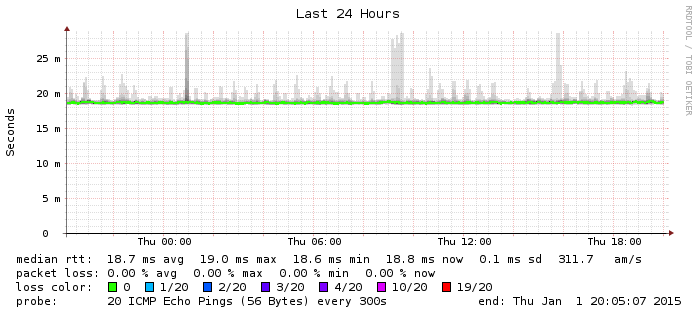 Last 24 Hours
RRDTOOL / TOBI OETIKER
Seconds
25 m
20 m
15 m
10 m
5 m
0
Thu 00:00 Thu 06:00 Thu 12:00 Thu 18:00
median rtt: 18.7 ms avg 19.0 ms max 18.6 ms min 18.8 ms now 0.1 ms sd 311.7 am/s
packet loss: 0.00 % avg 0.00 % max 0.00 % min 0.00 % now
loss color: 0 1/20 2/20 3/20 4/20 10/20 19/20
probe: 20 ICMP Echo Pings (56 Bytes) every 300s end: Thu Jan 1 20:05:07 2015